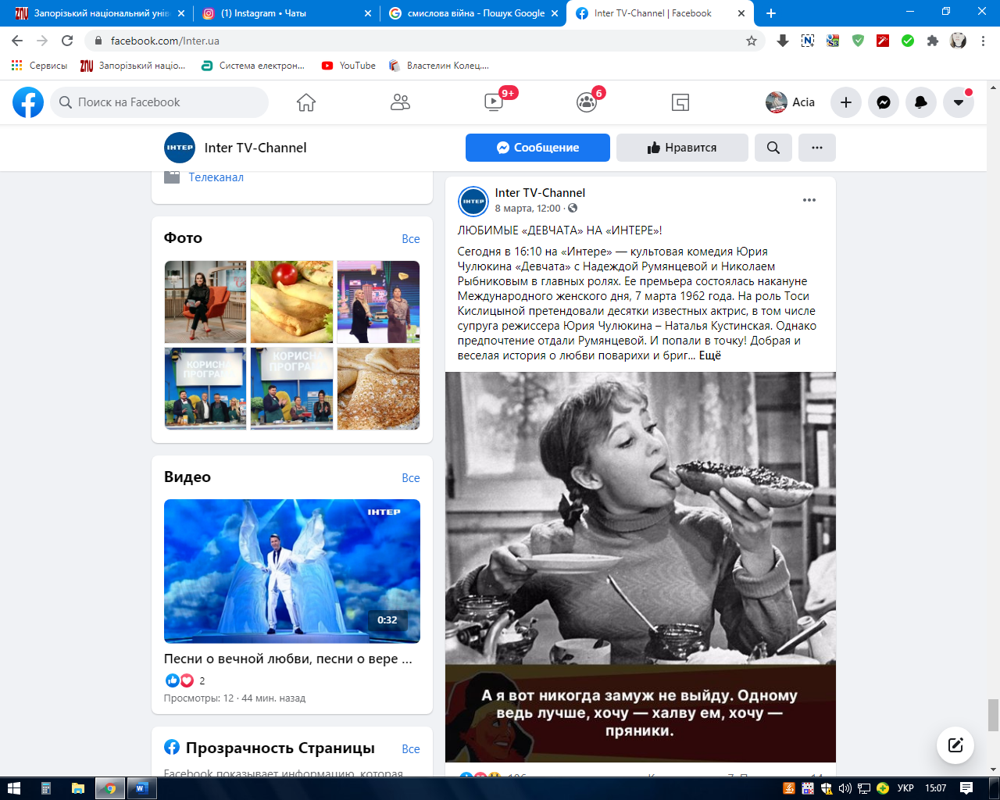 Запорізький національний уніве
(1) Instagram • Чаты
смислова війна - Пошук Google
Inter TV-Channel | Facebook
facebook.com/Inter.ua
Сервисы
Запорізький націо...
Система електрон...
YouTube
Властелин Колец....
Поиск на Facebook
9+
6
Acia
ІНТЕР
Inter TV-Channel
Сообщение
Нравится
Телеканал
Фото
Все
КОРИСНА
ПРОГРАМА
КОРИСНА
ПРОГРАМА
Видео
Все
ІНТЕР
0:32
Песни о вечной любви, песни о вере ...
2
Просмотры: 12 · 44 мин. назад
Прозрачность Страницы
Все
Facebook показывает информацию, которая
ІНТЕР
Inter TV-Channel
8 марта, 12:00 ·
ЛЮБИМЫЕ «ДЕВЧАТА» НА «ИНТЕРЕ»!
Сегодня в 16:10 на «Интере» — культовая комедия Юрия
Чулюкина «Девчата» с Надеждой Румянцевой и Николаем
Рыбниковым в главных ролях. Ее премьера состоялась накануне
Международного женского дня, 7 марта 1962 года. На роль Тоси
Кислицыной претендовали десятки известных актрис, в том числе
супруга режиссера Юрия Чулюкина – Наталья Кустинская. Однако
предпочтение отдали Румянцевой. И попали в точку! Добрая и
веселая история о любви поварихи и бриг... Ещё
А я вот никогда замуж не выйду. Одному
ведь лучше, хочу — халву ем, хочу —
пряники.
УКР
15:07